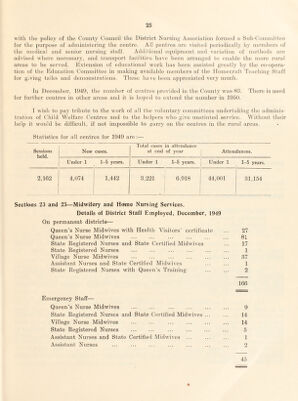 25
with the policy of the County Council the District Nursing Association formed a Sub-Committee
for the purpose of administering the centre. All centres are visited periodically by members of
the medical and senior nursing staff. Additional equipment and variation of methods are
advised where necessary, and transport facilities have been arranged to enable the more rural
areas to be served. Extension of educational work has been assisted greatly by the co-opera-
tion of the Education Committee in making available members of the Homecraft Teaching Staff
for giving talks and demonstrations. These have been appreciated very much.
In December, 1949, the number of centres provided in the County was 83. There is need
for further centres in other areas and it is hoped to extend the number in 1950.
I wish to pay tribute to the work of all the voluntary committees undertaking the adminis-
tration of Child Welfare Centres and to the helpers who give unstinted service. Without their
help it would be difficult, if not impossible to carry on the centres in the rural areas.
Statistics for all centres for 1949 are:—
Sessions held. New cases. Total cases in attendance at end of year Attendances.
Under 1 1-5 years. Under 1 1-5 years. Under 1 1-5 years.
2,162 4,074 1,442 3,222 6,918 44,001 31,154
Sections 23 and 25—Midwifery and Home Nursing Services.
Details of District Staff Employed, December, 1949
On permanent districts—
Queen's Nurse Midwives with Health Visitors' certificate ... 27
Queen's Nurse Midwives ... 81
State Registered Nurses and State Certified Midwives ... 17
State Registered Nurses ... 1
Village Nurse Midwives ... 37
Assistant Nurses and State Certified Midwives ... 1
State Registered Nurses with Queen's Training ... 2
166
Emergency Staff—
Queen's Nurse Midwives ... 9
State Registered Nurses and State Certified Midwives ... 14
Village Nurse Midwives ... 14
State Registered Nurses ... 5
Assistant Nurses and State Certified Midwives ... 1
Assistant Nurses ... 2
45